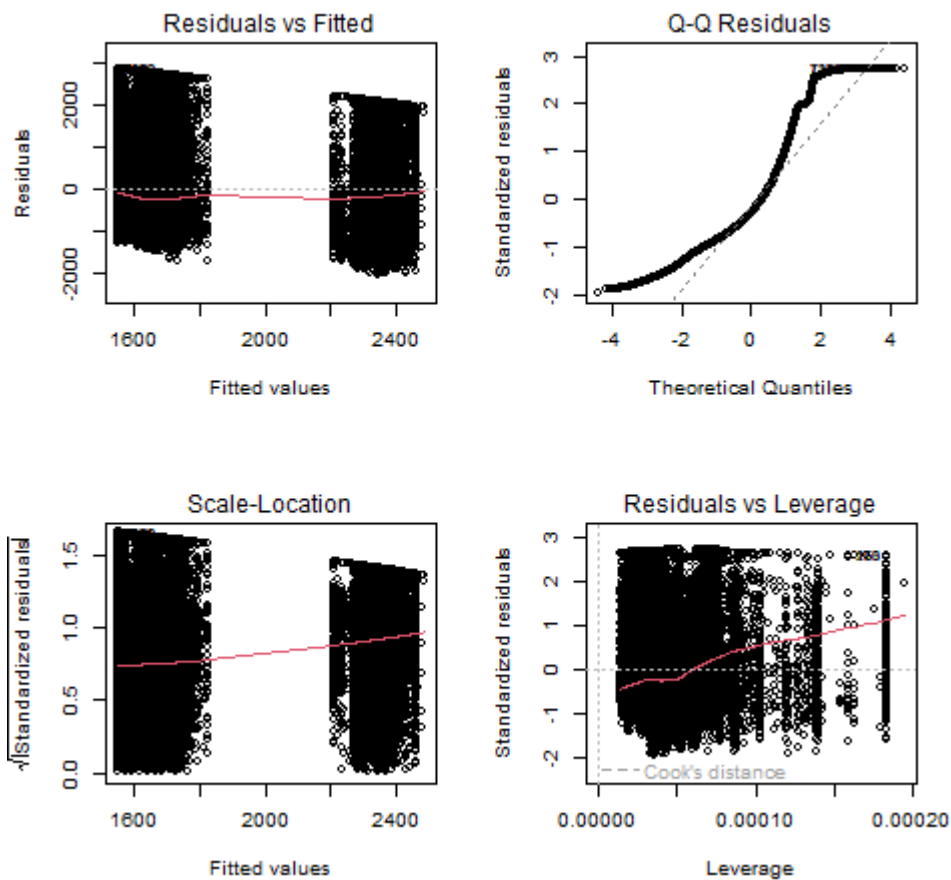 Residuals vs Fitted
Residuals
2000
0
-2000
1600
2000
2400
Fitted values
Q-Q Residuals
Standardized residuals
3
2
1
0
-1
-2
-4
-2
0
2
4
Theoretical Quantiles
Scale-Location
√|Standardized residuals|
1.5
1.0
0.5
0.0
1600
2000
2400
Fitted values
Residuals vs Leverage
Standardized residuals
3
2
1
0
-1
-2
Cook's distance
0.00000
0.00010
0.00020
Leverage